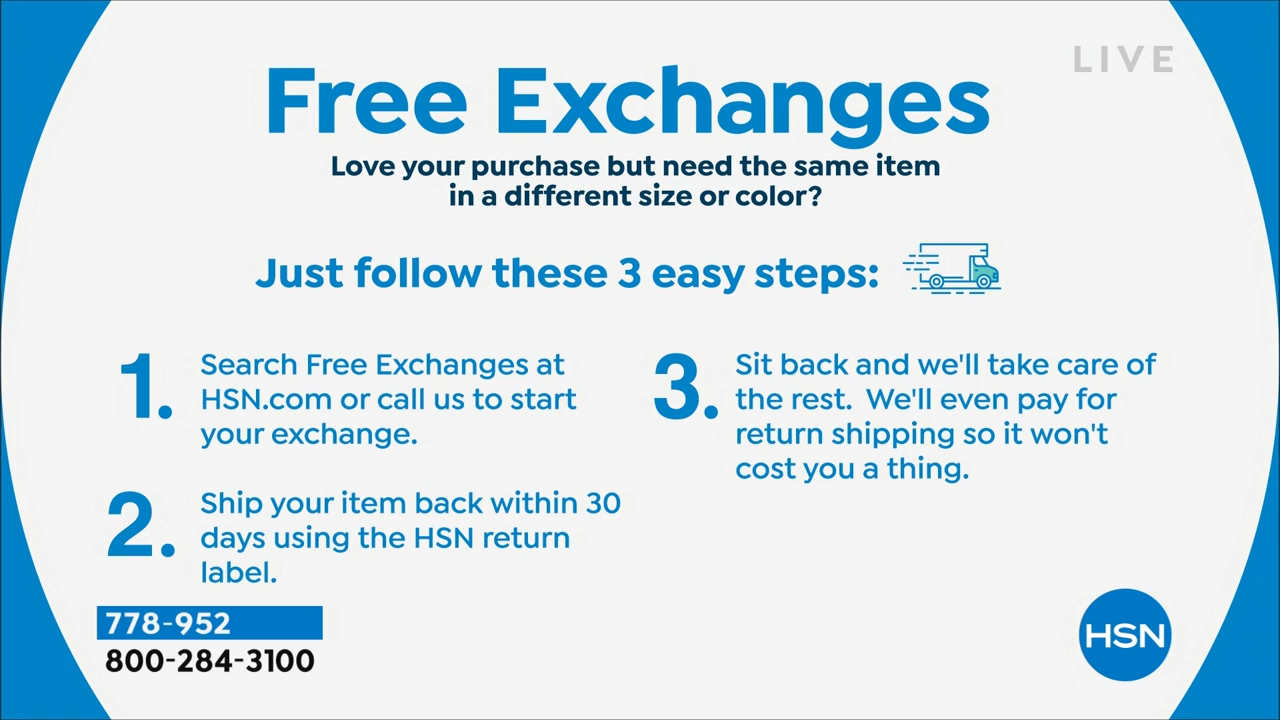 LIVE
Free Exchanges
Love your purchase but need the same item
in a different size or color?
Just follow these 3 easy steps:
1. Search Free Exchanges at
HSN.com or call us to start
your exchange.
2. Ship your item back within 30
days using the HSN return
label.
3. Sit back and we'll take care of
the rest. We'll even pay for
return shipping so it won't
cost you a thing.
778-952
800-284-3100
HSN